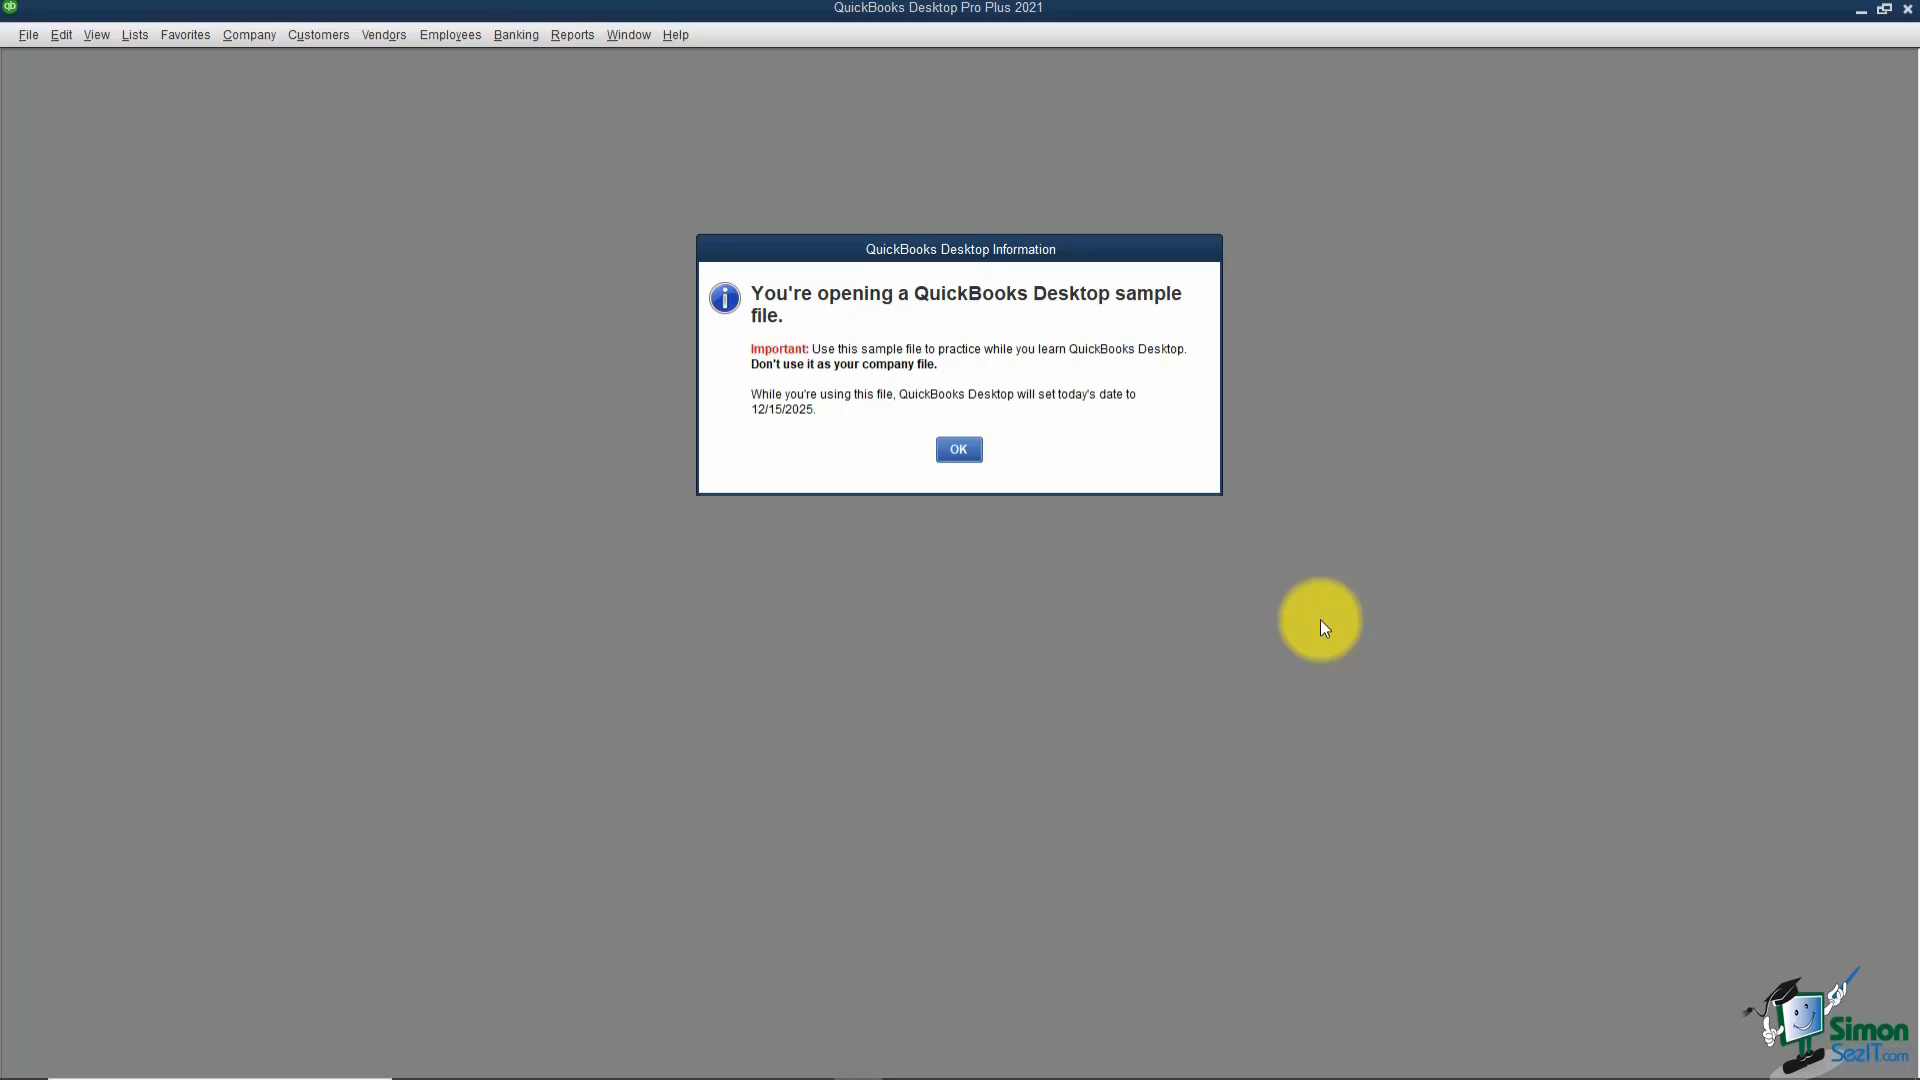 qb
QuickBooks Desktop Pro Plus 2021
File Edit View Lists Favorites Company Customers Vendors Employees Banking Reports Window Help
QuickBooks Desktop Information
You're opening a QuickBooks Desktop sample
file.
Important: Use this sample file to practice while you learn QuickBooks Desktop.
Don't use it as your company file.
While you're using this file, QuickBooks Desktop will set today's date to
12/15/2025.
OK
Simon
SezIT.com